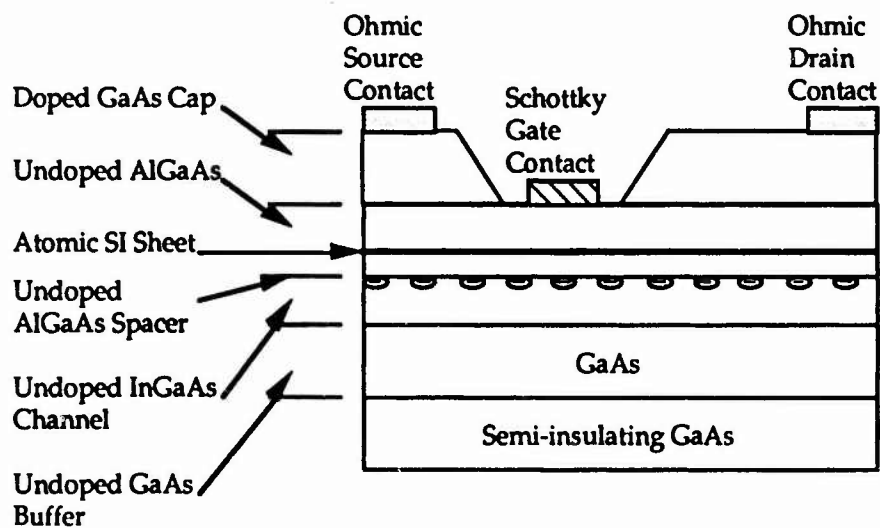 Ohmic
Source
Contact
Ohmic
Drain
Contact
Schottky
Gate
Contact
Doped GaAs Cap
Undoped AlGaAs
Atomic SI Sheet
Undoped
AlGaAs Spacer
Undoped InGaAs
Channel
Undoped GaAs
Buffer
GaAs
Semi-insulating GaAs